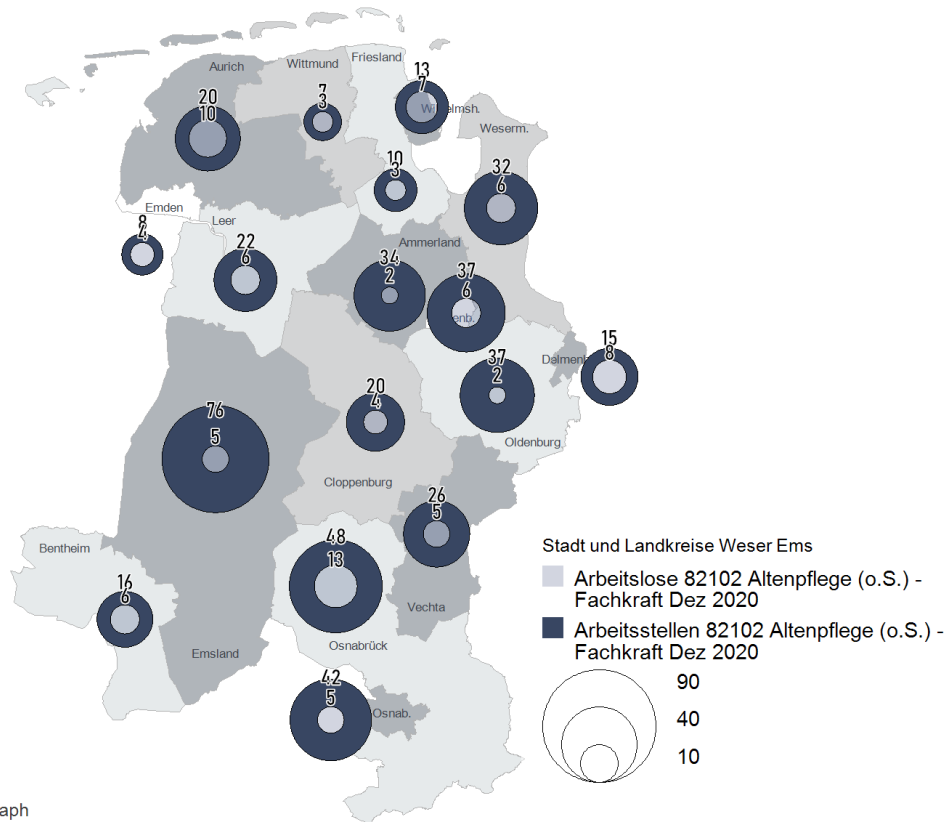 Friesland
Wittmund
Aurich
13
7
Wilhelmsh.
7
3
20
10
Weserm.
10
3
32
6
Emden
Leer
8
4
22
6
Ammerland
34
2
37
6
enb.
15
8
Delmenh
37
2
20
4
76
5
Oldenburg
Cloppenburg
26
5
48
13
Bentheim
16
6
Vechta
Osnabrück
Emsland
42
5
Osnab.
Stadt und Landkreise Weser Ems
Arbeitslose 82102 Altenpflege (o.S.) -
Fachkraft Dez 2020
Arbeitsstellen 82102 Altenpflege (o.S.) -
Fachkraft Dez 2020
90
40
10
aph